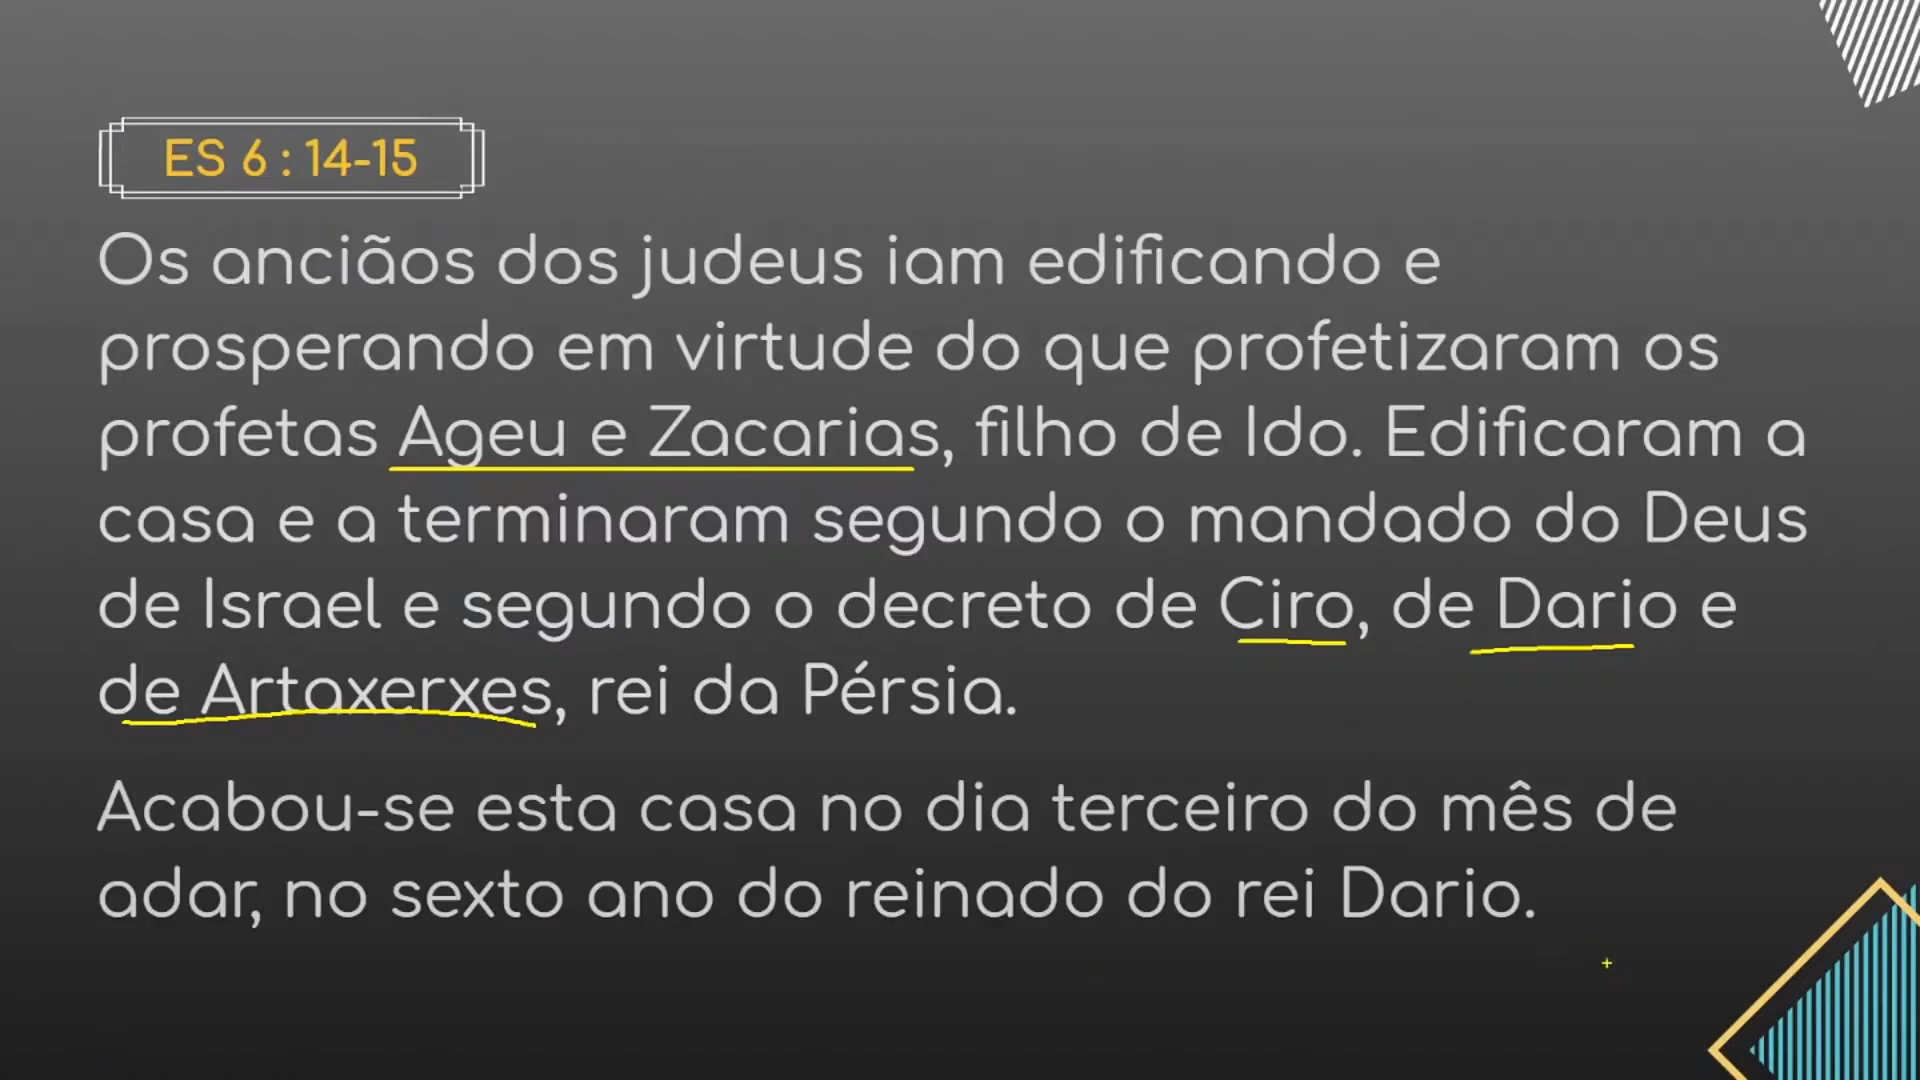 ES 6 : 14-15
Os anciãos dos judeus iam edificando e
prosperando em virtude do que profetizaram os
profetas Ageu e Zacarias, filho de Ido. Edificaram a
casa e a terminaram segundo o mandado do Deus
de Israel e segundo o decreto de Ciro, de Dario e
de Artaxerxes, rei da Pérsia.
Acabou-se esta casa no dia terceiro do mês de
adar, no sexto ano do reinado do rei Dario.